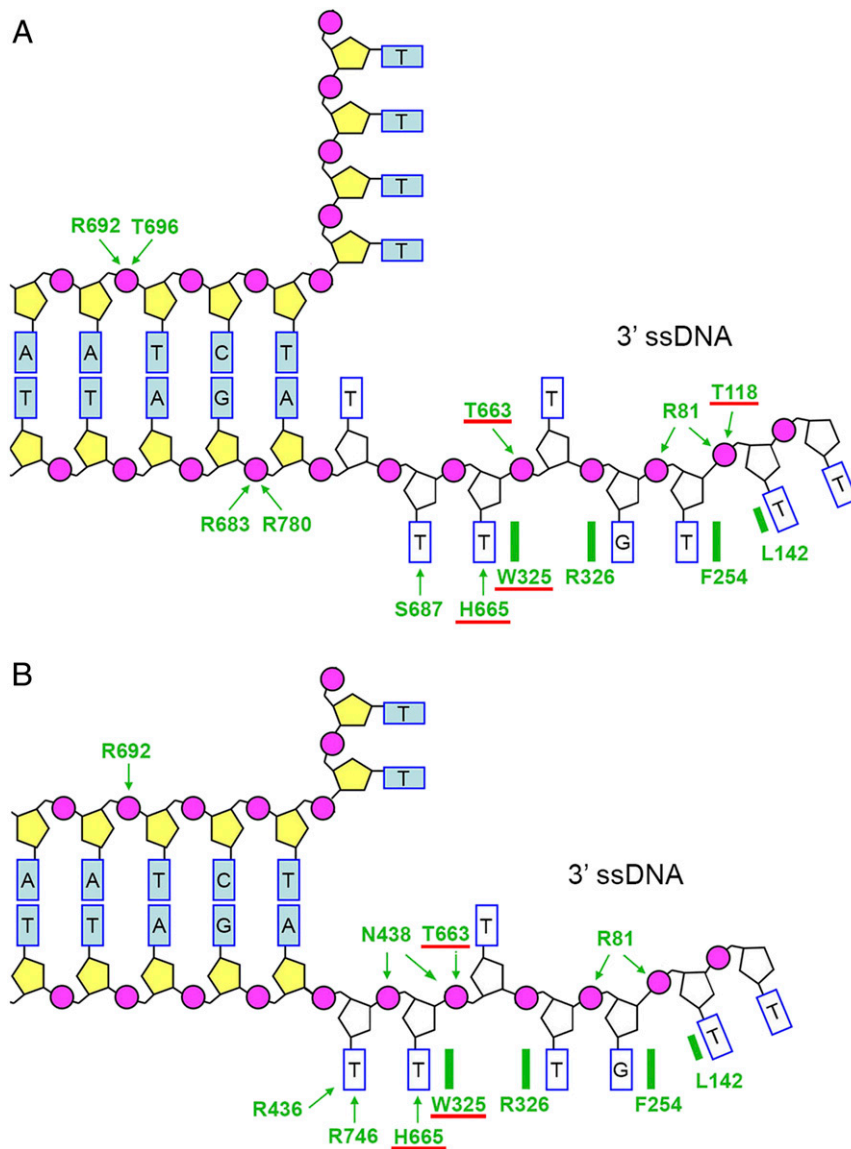 A
T
T
T
T
R692 T696
A A T C T
3' ssDNA
T T A G A T T
T663 R81 T118
R683 R780
T T G T T T
S687 H665 W325 R326 F254 L142
B
T
T
R692
A A T C T
3' ssDNA
T T A G A T
N438 T663 R81
T T T G T T
R436 R746 H665 W325 R326 F254 L142